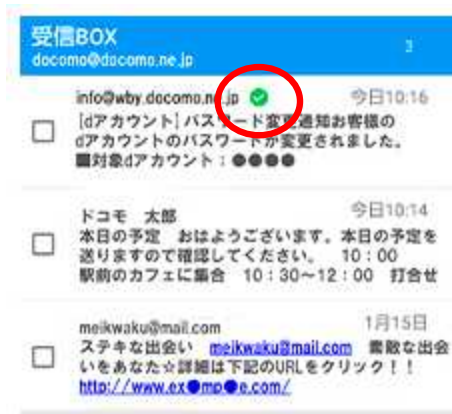 受信BOX
3
docomo@docomo.ne.jp
info@wby.docomo.ne.jp 今日10:16
[dアカウント] パスワード変更通知お客様の
dアカウントのパスワードが変更されました。
■対象dアカウント：●●●●
ドコモ 太郎 今日10:14
本日の予定 おはようございます。本日の予定を
送りますので確認してください。 10：00
駅前のカフェに集合 10：30～12：00 打合せ
meikwaku@mail.com 1月15日
ステキな出会い meikwaku@mail.com 素敵な出会
いをあなた☆詳細は下記のURLをクリック！！
http://www.ex●mp●e.com/